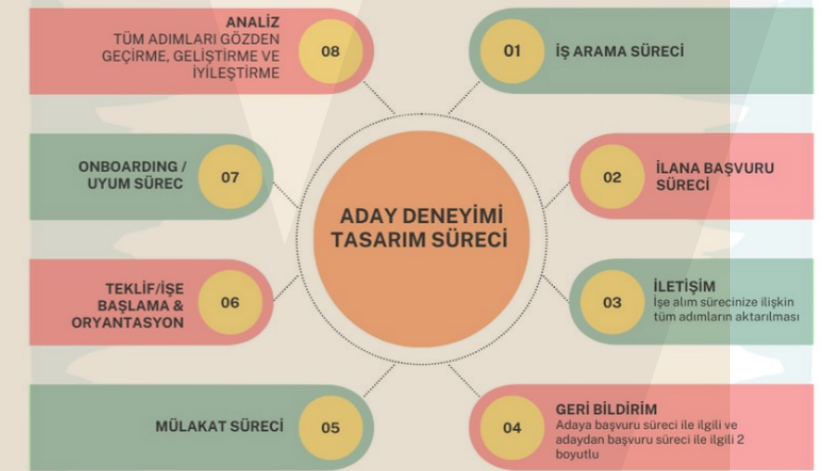 ADAY DENEYİMİ
TASARIM SÜRECİ
01
İŞ ARAMA SÜRECİ
02
İLANA BAŞVURU
SÜRECİ
03
İLETİŞİM
İşe alım sürecinize ilişkin
tüm adımların aktarılması
04
GERİ BİLDİRİM
Adaya başvuru süreci ile ilgili ve
adaydan başvuru süreci ile ilgili 2
boyutlu
05
MÜLAKAT SÜRECİ
06
TEKLİF/İŞE
BAŞLAMA &
ORYANTASYON
07
ONBOARDING /
UYUM SÜREC
08
ANALİZ
TÜM ADIMLARI GÖZDEN
GEÇİRME, GELİŞTİRME VE
İYİLEŞTİRME